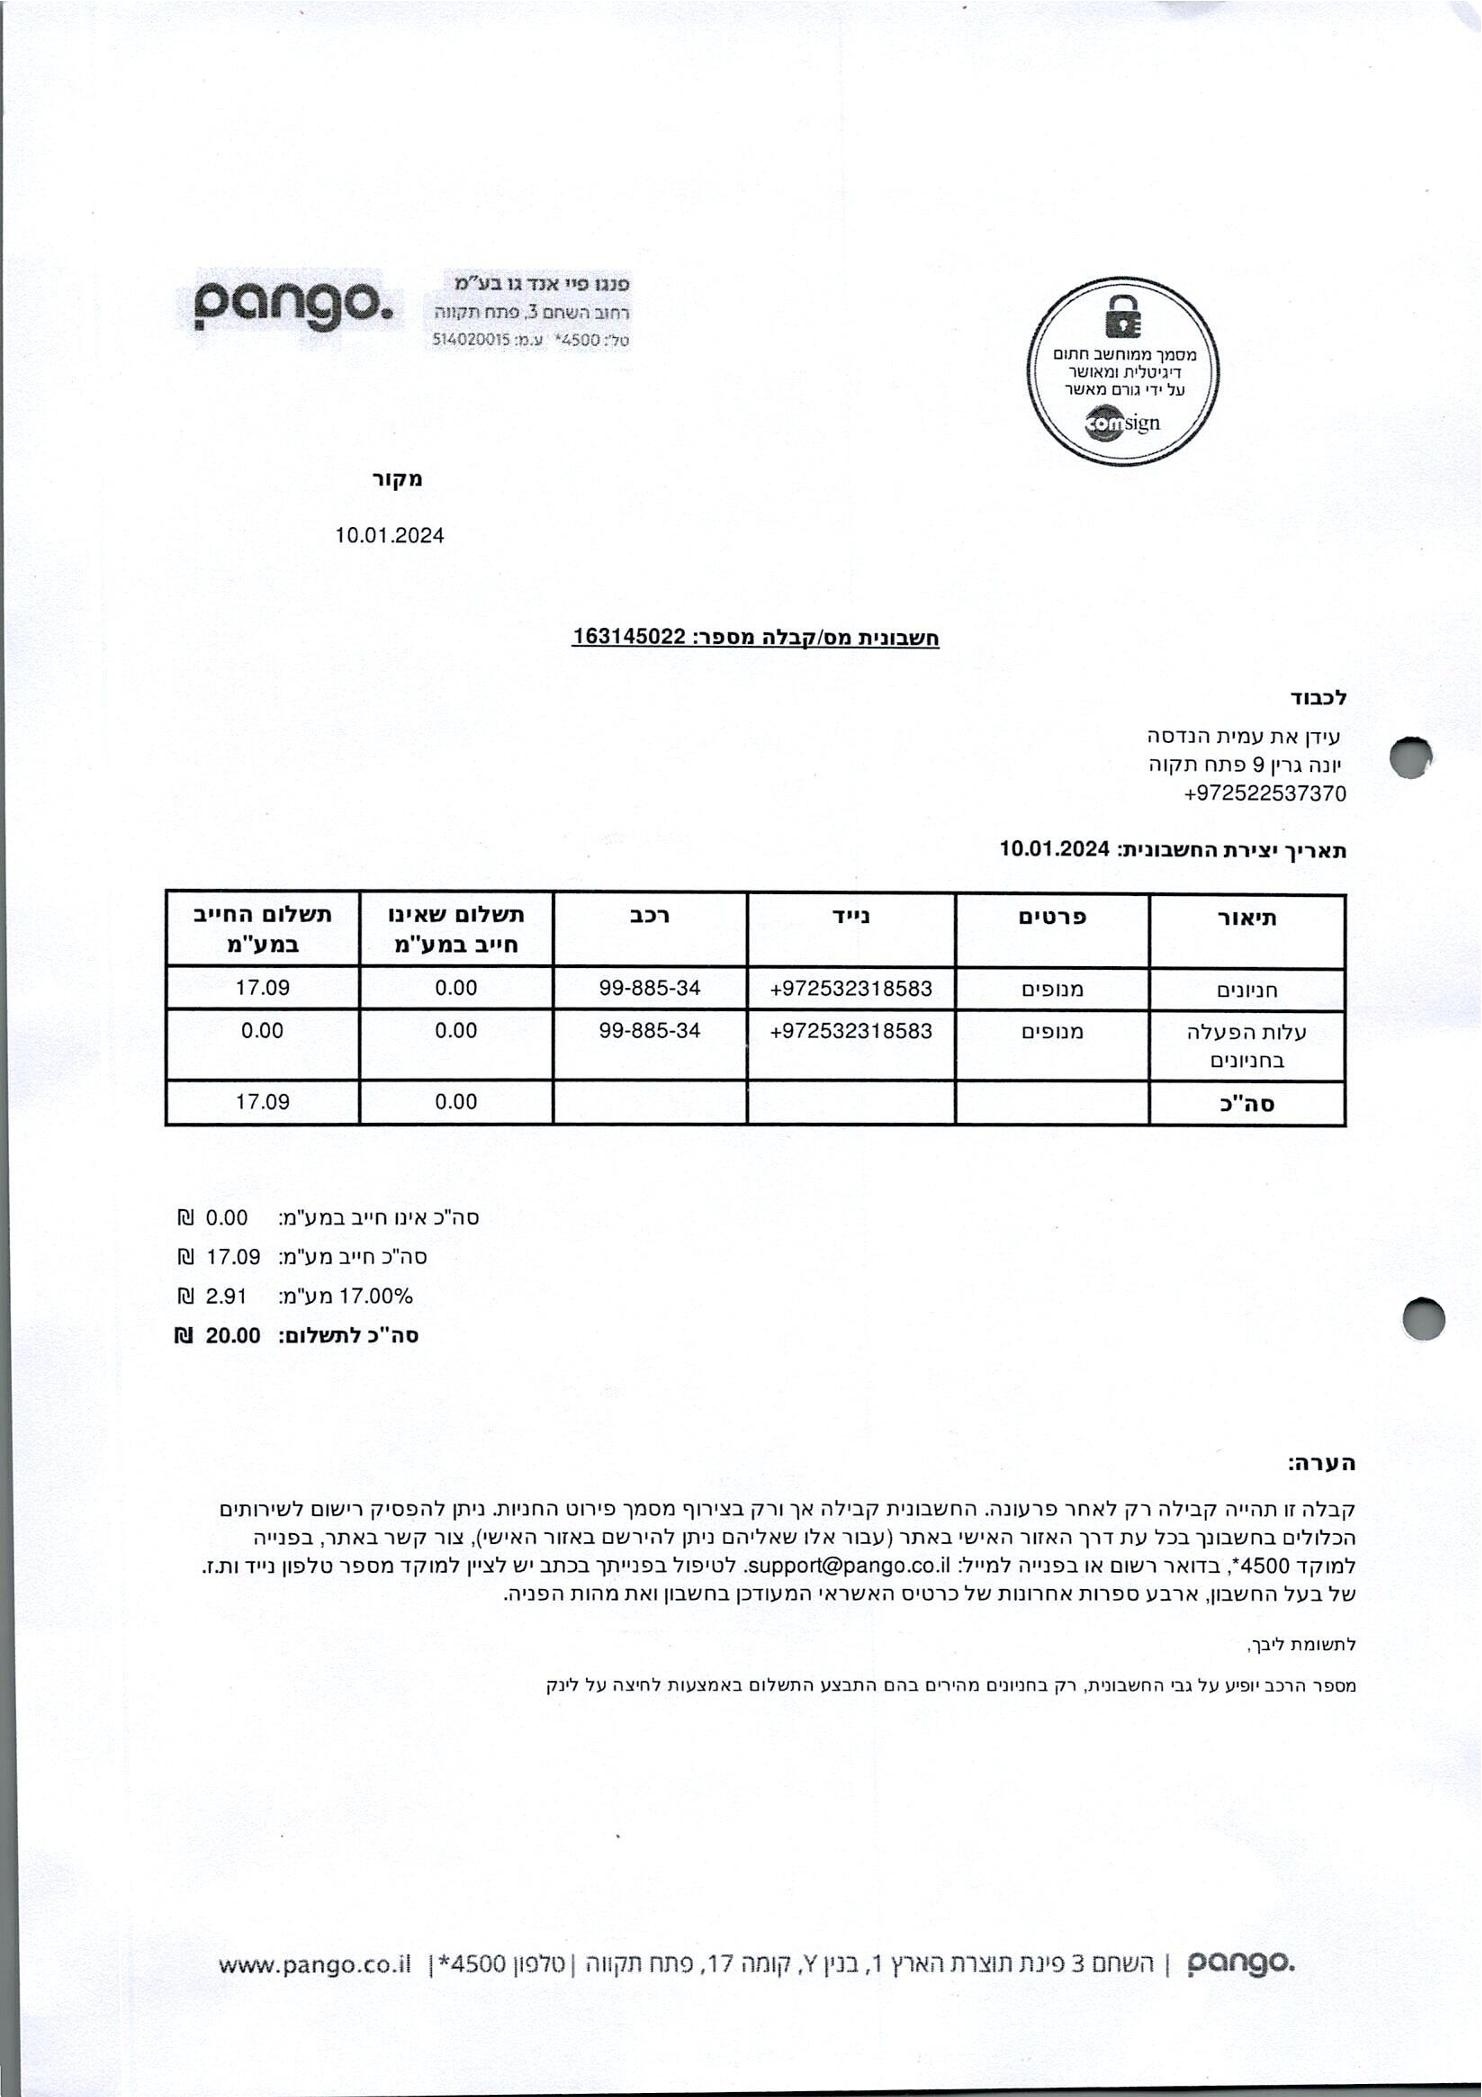 pango.
פנגו פיי אנד גו בע"מ
רחוב השחם 3, פתח תקווה
טל': 4500* ע.מ: 514020015
מסמך ממוחשב חתום
דיגיטלית ומאושר
על ידי גורם מאשר
comsign
מקור
10.01.2024
חשבונית מס/קבלה מספר: 163145022
לכבוד
עידן את עמית הנדסה
יונה גרין 9 פתח תקוה
+972522537370
תאריך יצירת החשבונית: 10.01.2024
תיאור פרטים נייד רכב תשלום שאינו חייב במע"מ תשלום החייב במע"מ
חניונים מנופים +972532318583 99-885-34 0.00 17.09
עלות הפעלה בחניונים מנופים +972532318583 99-885-34 0.00 0.00
סה"כ 0.00 17.09
סה"כ אינו חייב במע"מ: 0.00 ₪
סה"כ חייב מע"מ: 17.09 ₪
17.00% מע"מ: 2.91 ₪
סה"כ לתשלום: 20.00 ₪
הערה:
קבלה זו תהייה קבילה רק לאחר פרעונה. החשבונית קבילה אך ורק בצירוף מסמך פירוט החניות. ניתן להפסיק רישום לשירותים
הכלולים בחשבונך בכל עת דרך האזור האישי באתר (עבור אלו שאליהם ניתן להירשם באזור האישי), צור קשר באתר, בפנייה
למוקד 4500*, בדואר רשום או בפנייה למייל: support@pango.co.il. לטיפול בפנייתך בכתב יש לציין למוקד מספר טלפון נייד ות.ז.
של בעל החשבון, ארבע ספרות אחרונות של כרטיס האשראי המעודכן בחשבון ואת מהות הפניה.
לתשומת ליבך,
מספר הרכב יופיע על גבי החשבונית, רק בחניונים מהירים בהם התבצע התשלום באמצעות לחיצה על לינק
pango. | השחם 3 פינת תוצרת הארץ 1, בנין Y, קומה 17, פתח תקווה | טלפון 4500* | www.pango.co.il